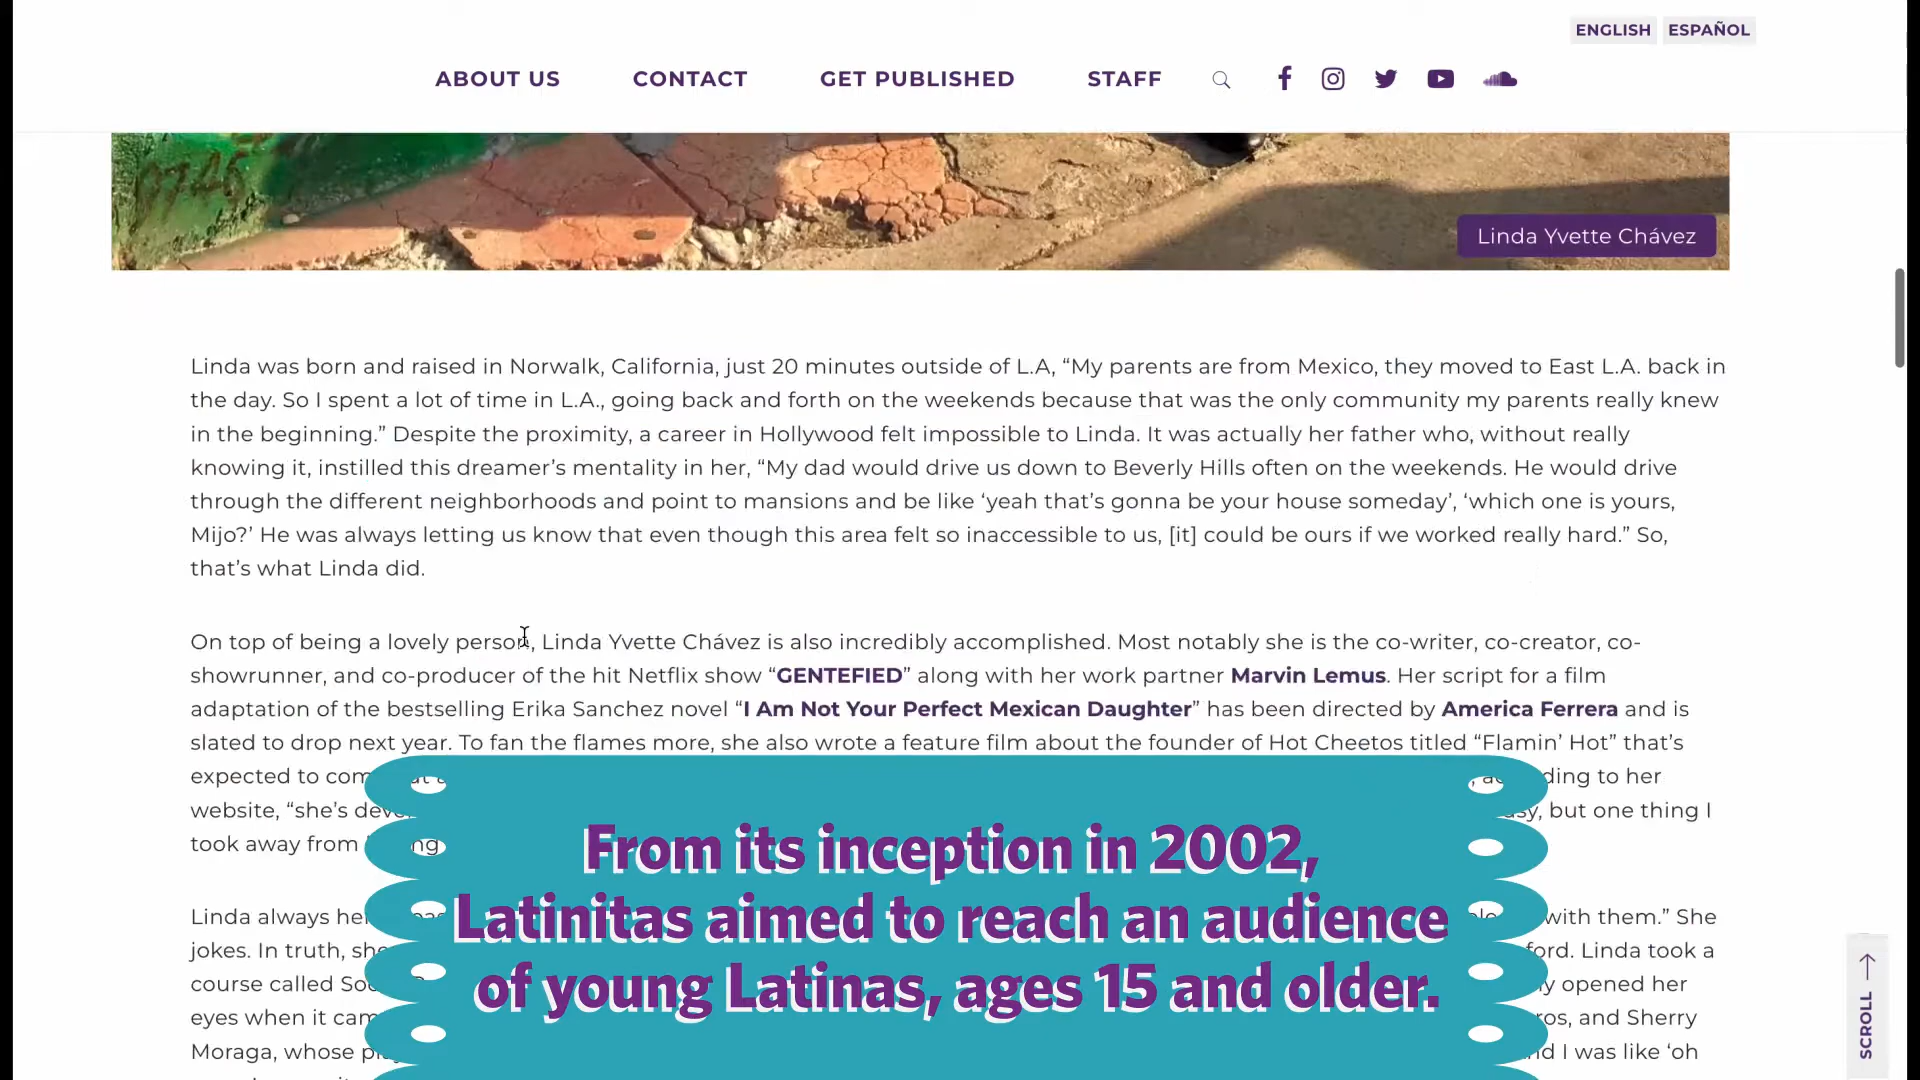 ENGLISH ESPAÑOL
ABOUT US CONTACT GET PUBLISHED STAFF
Linda Yvette Chávez
Linda was born and raised in Norwalk, California, just 20 minutes outside of L.A, “My parents are from Mexico, they moved to East L.A. back in
the day. So I spent a lot of time in L.A., going back and forth on the weekends because that was the only community my parents really knew
in the beginning.” Despite the proximity, a career in Hollywood felt impossible to Linda. It was actually her father who, without really
knowing it, instilled this dreamer’s mentality in her, “My dad would drive us down to Beverly Hills often on the weekends. He would drive
through the different neighborhoods and point to mansions and be like ‘yeah that’s gonna be your house someday’, ‘which one is yours,
Mijo?’ He was always letting us know that even though this area felt so inaccessible to us, [it] could be ours if we worked really hard.” So,
that’s what Linda did.
On top of being a lovely person, Linda Yvette Chávez is also incredibly accomplished. Most notably she is the co-writer, co-creator, co-
showrunner, and co-producer of the hit Netflix show “GENTEFIED” along with her work partner Marvin Lemus. Her script for a film
adaptation of the bestselling Erika Sanchez novel “I Am Not Your Perfect Mexican Daughter” has been directed by America Ferrera and is
slated to drop next year. To fan the flames more, she also wrote a feature film about the founder of Hot Cheetos titled “Flamin’ Hot” that’s
expected to to her
website, “she’s but one thing I
took away from
Linda always with them.” She
jokes. In truth, Linda took a
course called opened her
eyes when it and Sherry
Moraga, whose I was like ‘oh
From its inception in 2002,
Latinitas aimed to reach an audience
of young Latinas, ages 15 and older.
SCROLL